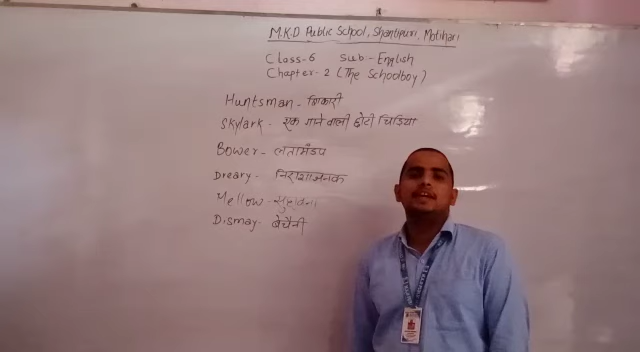 M.K.D Public School, Shantipuri, Motihari
Class-6 Sub-English
Chapter-2 (The Schoolboy)
Huntsman - शिकारी
Skylark - एक गाने वाली छोटी चिड़िया
Bower - लतामंडप
Dreary - निराशाजनक
Yellow - सुहावना
Dismay - बेचैनी